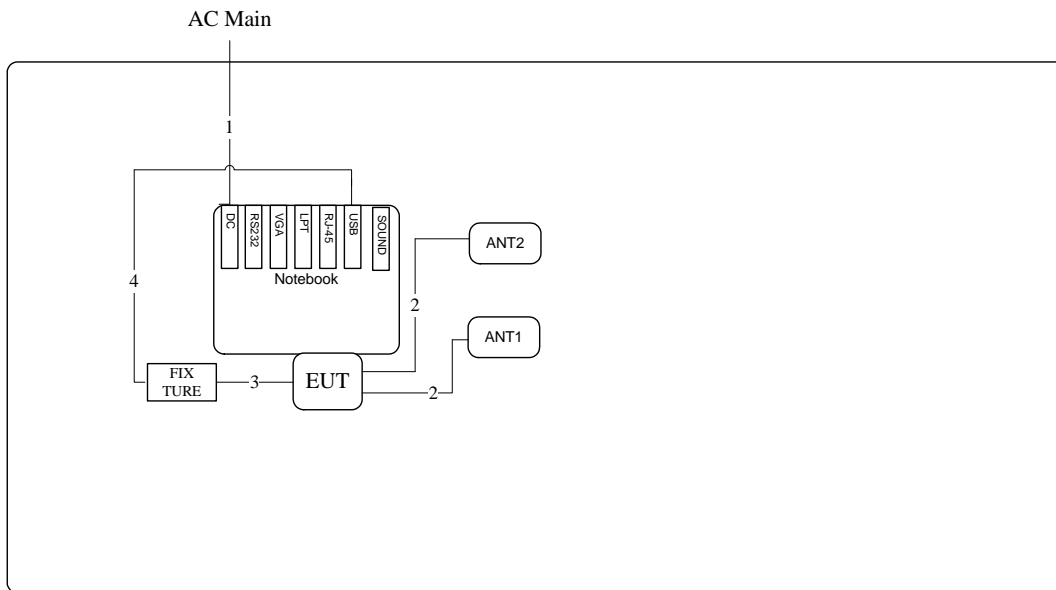 AC Main
1
DC
RS232
VGA
LPT
RJ-45
USB
SOUND
Notebook
4
2
ANT2
ANT1
FIX
TURE
3
EUT
2